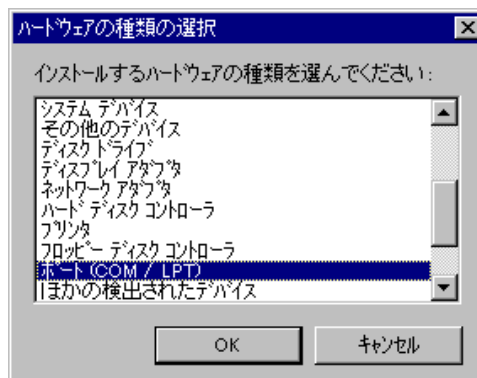 ハードウェアの種類の選択
インストールするハードウェアの種類を選んでください:
システム デバイス
その他のデバイス
ディスク ドライブ
ディスプレイ アダプタ
ネットワーク アダプタ
ハード ディスク コントローラ
プリンタ
フロッピー ディスク コントローラ
ポート (COM / LPT)
ほかの検出されたデバイス
OK
キャンセル